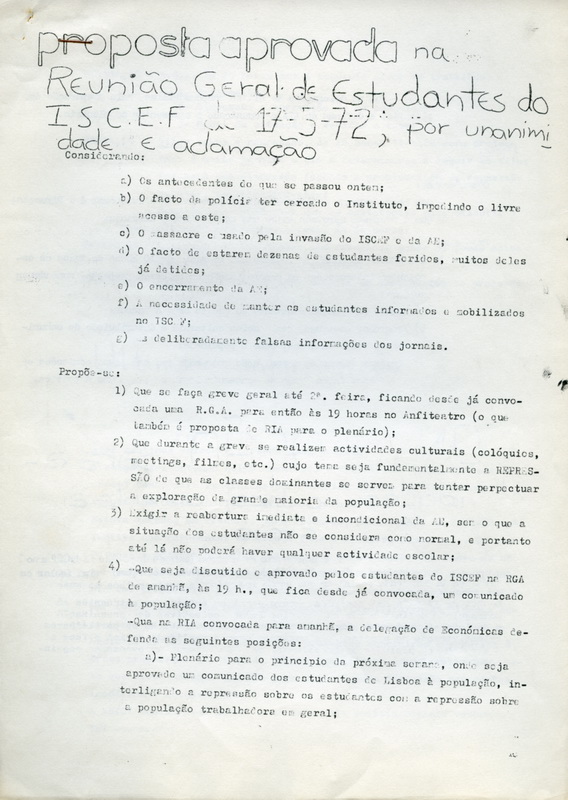 proposta aprovada na
Reunião Geral de Estudantes do
I S.C.E.F de 17-5-72; por unanimi
dade e aclamação
Considerando:
a) Os antecedentes do que se passou ontem;
b) O facto da polícia ter cercado o Instituto, impedindo o livre
acesso a este;
c) O massacre causado pela invasão do ISCEF e da AE;
d) O facto de estarem dezenas de estudantes feridos, muitos deles
já detidos;
e) O encerramento da AE;
f) A necessidade de manter os estudantes informados e mobilizados
no ISCEF;
g) As deliberadamente falsas informações dos jornais.
Propõe-se:
1) Que se faça greve geral até 2ª. feira, ficando desde já convo-
cada uma R.G.A. para então às 19 horas no Anfiteatro (o que
também é proposta de RIA para o plenário);
2) Que durante a greve se realizem actividades culturais (colóquios,
meetings, filmes, etc.) cujo tema seja fundamentalmente a REPRES-
SÃO de que as classes dominantes se servem para tentar perpectuar
a exploração da grande maioria da população;
3) Exigir a reabertura imediata e incondicional da AE, sem o que a
situação dos estudantes não se considera como normal, e portanto
até lá não poderá haver qualquer actividade escolar;
4) -Que seja discutido e aprovado pelos estudantes do ISCEF na RGA
de amanhã, às 19 h., que fica desde já convocada, um comunicado
à população;
-Qua na RIA convocada para amanhã, a delegação de Económicas de-
fenda as seguintes posições:
a)- Plenário para o principio da próxima semana, onde seja
aprovado um comunicado dos estudantes de Lisboa à população, in-
terligando a repressão sobre os estudantes com a repressão sobre
a população trabalhadora em geral;